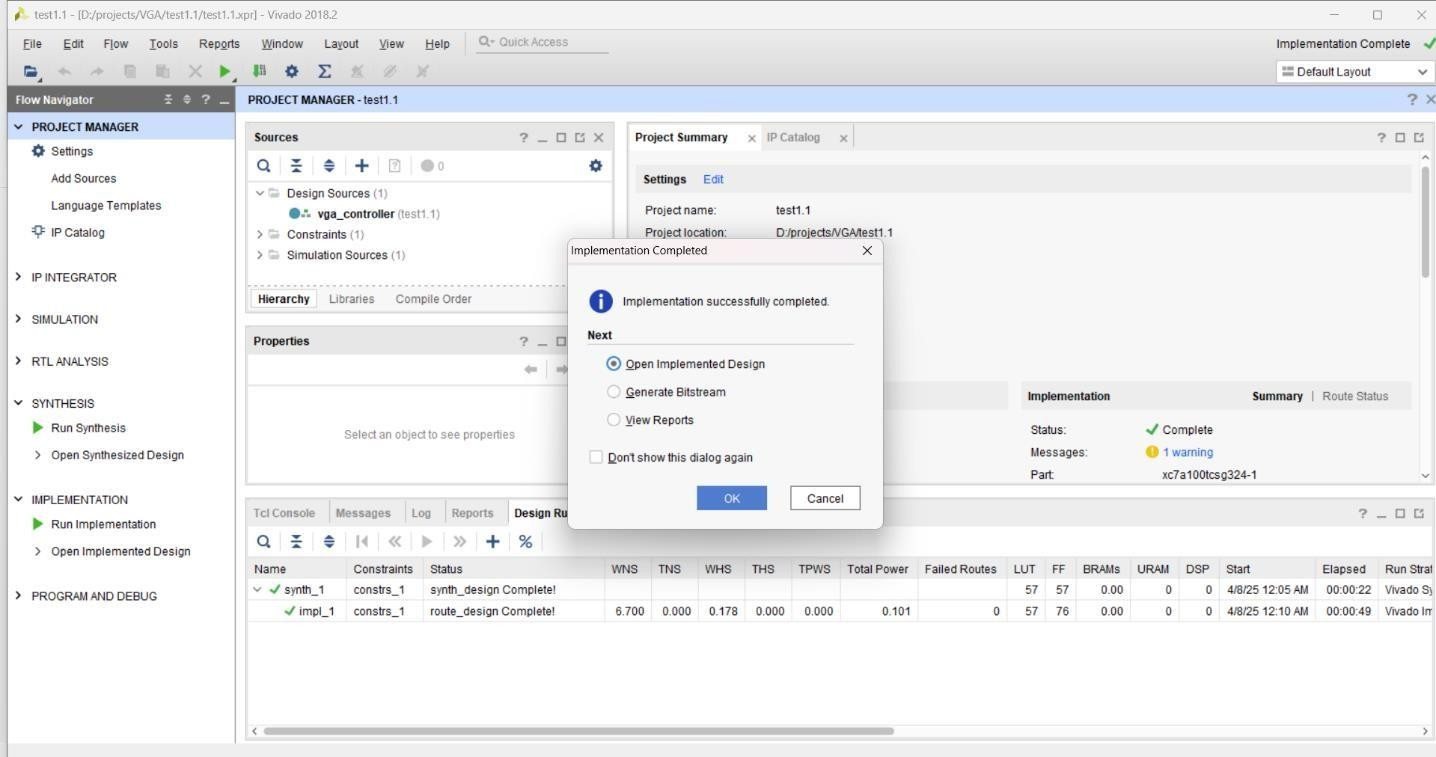 test1.1 - [D:/projects/VGA/test1.1/test1.1.xpr] - Vivado 2018.2
File Edit Flow Tools Reports Window Layout View Help Quick Access
Implementation Complete
Default Layout
Flow Navigator
PROJECT MANAGER
Settings
Add Sources
Language Templates
IP Catalog
IP INTEGRATOR
SIMULATION
RTL ANALYSIS
SYNTHESIS
Run Synthesis
Open Synthesized Design
IMPLEMENTATION
Run Implementation
Open Implemented Design
PROGRAM AND DEBUG
PROJECT MANAGER - test1.1
Sources
0
Design Sources (1)
vga_controller (test1.1)
Constraints (1)
Simulation Sources (1)
Hierarchy Libraries Compile Order
Properties
Select an object to see properties
Project Summary IP Catalog
Settings Edit
Project name: test1.1
Project location: D:/projects/VGA/test1.1
Implementation Summary | Route Status
Status: Complete
Messages: 1 warning
Part: xc7a100tcsg324-1
Implementation Completed
Implementation successfully completed.
Next
Open Implemented Design
Generate Bitstream
View Reports
Don't show this dialog again
OK Cancel
Tcl Console Messages Log Reports Design Ru
Name Constraints Status WNS TNS WHS THS TPWS Total Power Failed Routes LUT FF BRAMs URAM DSP Start Elapsed Run Strat
synth_1 constrs_1 synth_design Complete! 57 57 0.00 0 0 4/8/25 12:05 AM 00:00:22 Vivado Sy
impl_1 constrs_1 route_design Complete! 6.700 0.000 0.178 0.000 0.000 0.101 0 57 76 0.00 0 0 4/8/25 12:10 AM 00:00:49 Vivado Im